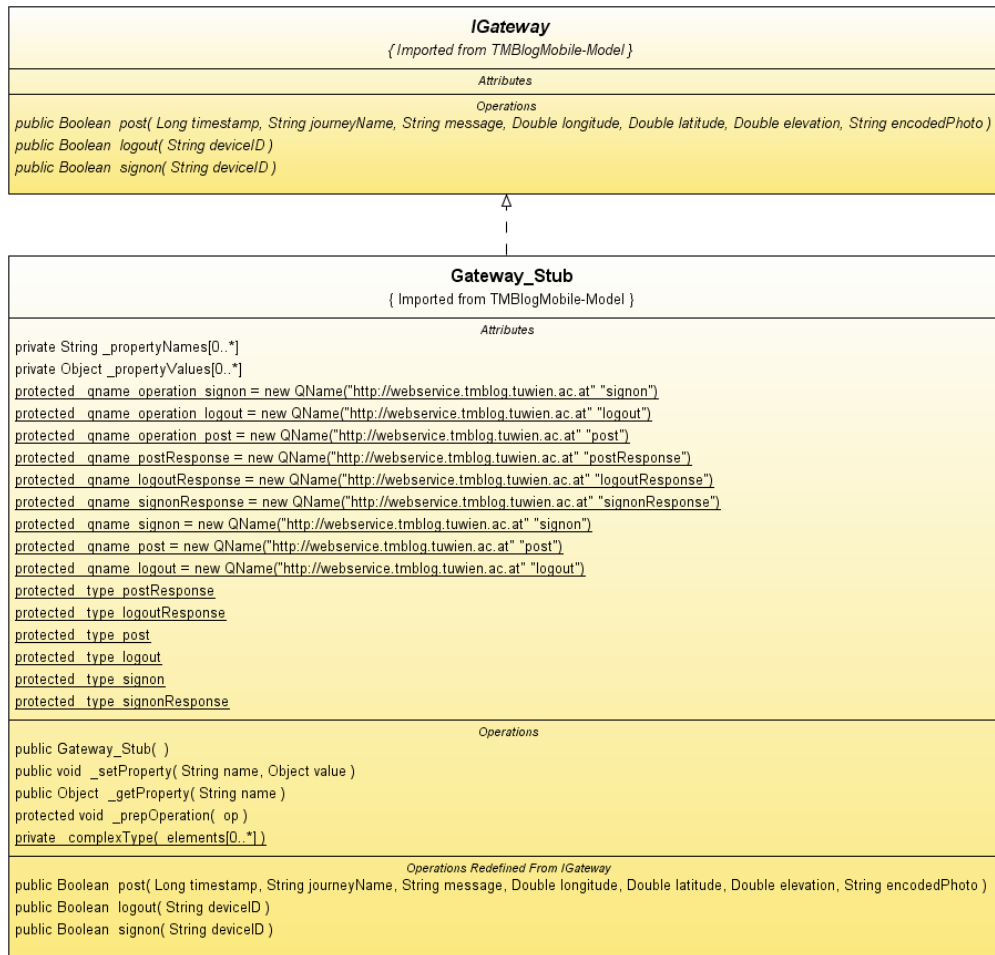 IGateway
{ Imported from TMBlogMobile-Model }
Attributes
Operations
public Boolean post( Long timestamp, String journeyName, String message, Double longitude, Double latitude, Double elevation, String encodedPhoto )
public Boolean logout( String deviceID )
public Boolean signon( String deviceID )
Gateway_Stub
{ Imported from TMBlogMobile-Model }
Attributes
private String _propertyNames[0..*]
private Object _propertyValues[0..*]
protected _qname_operation_signon = new QName("http://webservice.tmblog.tuwien.ac.at" "signon")
protected _qname_operation_logout = new QName("http://webservice.tmblog.tuwien.ac.at" "logout")
protected _qname_operation_post = new QName("http://webservice.tmblog.tuwien.ac.at" "post")
protected _qname_postResponse = new QName("http://webservice.tmblog.tuwien.ac.at" "postResponse")
protected _qname_logoutResponse = new QName("http://webservice.tmblog.tuwien.ac.at" "logoutResponse")
protected _qname_signonResponse = new QName("http://webservice.tmblog.tuwien.ac.at" "signonResponse")
protected _qname_signon = new QName("http://webservice.tmblog.tuwien.ac.at" "signon")
protected _qname_post = new QName("http://webservice.tmblog.tuwien.ac.at" "post")
protected _qname_logout = new QName("http://webservice.tmblog.tuwien.ac.at" "logout")
protected _type_postResponse
protected _type_logoutResponse
protected _type_post
protected _type_logout
protected _type_signon
protected _type_signonResponse
Operations
public Gateway_Stub( )
public void _setProperty( String name, Object value )
public Object _getProperty( String name )
protected void _prepOperation( op )
private _complexType( elements[0..*] )
Operations Redefined From IGateway
public Boolean post( Long timestamp, String journeyName, String message, Double longitude, Double latitude, Double elevation, String encodedPhoto )
public Boolean logout( String deviceID )
public Boolean signon( String deviceID )